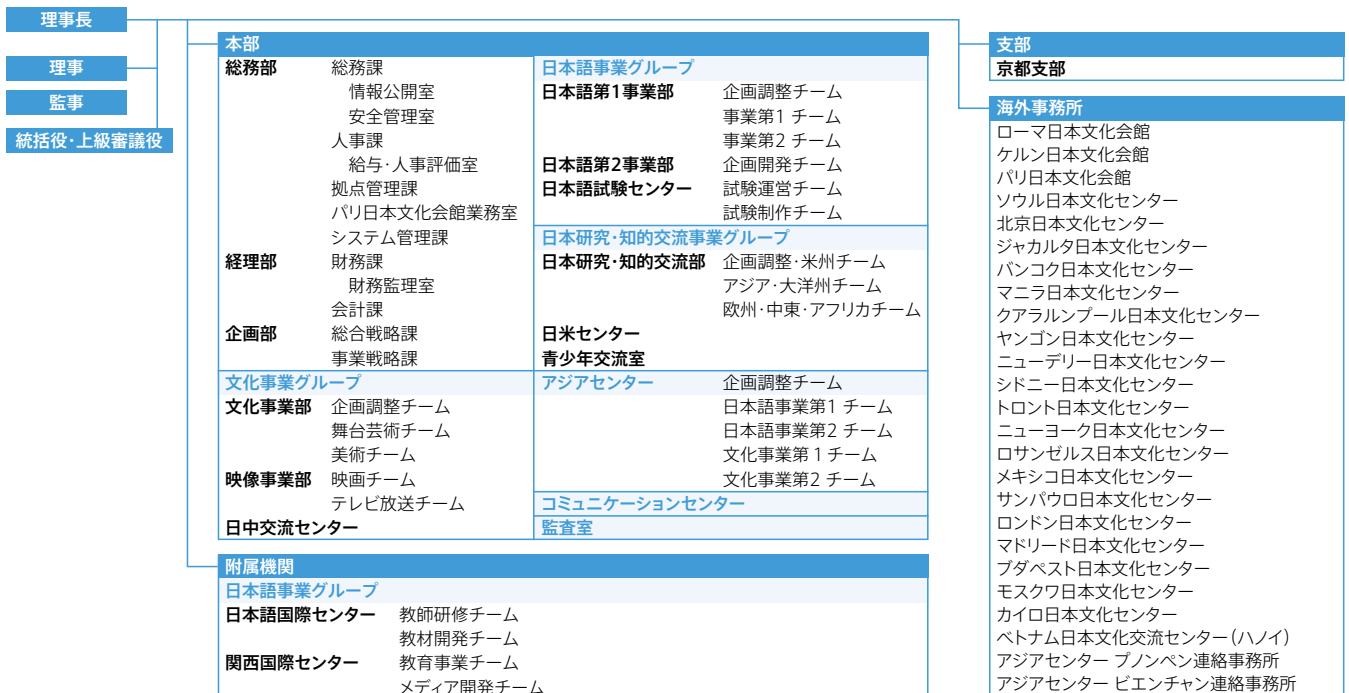 理事長
理事
監事
統括役・上級審議役
本部
総務部 総務課
情報公開室
安全管理室
人事課
給与・人事評価室
拠点管理課
パリ日本文化会館業務室
システム管理課
経理部 財務課
財務監理室
会計課
企画部 総合戦略課
事業戦略課
文化事業グループ
文化事業部 企画調整チーム
舞台芸術チーム
美術チーム
映像事業部 映画チーム
テレビ放送チーム
日中交流センター
日本語事業グループ
日本語第1事業部 企画調整チーム
事業第1 チーム
事業第2 チーム
日本語第2事業部 企画開発チーム
日本語試験センター 試験運営チーム
試験制作チーム
日本研究・知的交流事業グループ
日本研究・知的交流部 企画調整・米州チーム
アジア・大洋州チーム
欧州・中東・アフリカチーム
日米センター
青少年交流室
アジアセンター 企画調整チーム
日本語事業第1 チーム
日本語事業第2 チーム
文化事業第1チーム
文化事業第2 チーム
コミュニケーションセンター
監査室
附属機関
日本語事業グループ
日本語国際センター 教師研修チーム
教材開発チーム
関西国際センター 教育事業チーム
メディア開発チーム
支部
京都支部
海外事務所
ローマ日本文化会館
ケルン日本文化会館
パリ日本文化会館
ソウル日本文化センター
北京日本文化センター
ジャカルタ日本文化センター
バンコク日本文化センター
マニラ日本文化センター
クアラルンプール日本文化センター
ヤンゴン日本文化センター
ニューデリー日本文化センター
シドニー日本文化センター
トロント日本文化センター
ニューヨーク日本文化センター
ロサンゼルス日本文化センター
メキシコ日本文化センター
サンパウロ日本文化センター
ロンドン日本文化センター
マドリード日本文化センター
ブダペスト日本文化センター
モスクワ日本文化センター
カイロ日本文化センター
ベトナム日本文化交流センター(ハノイ)
アジアセンター プノンペン連絡事務所
アジアセンター ビエンチャン連絡事務所